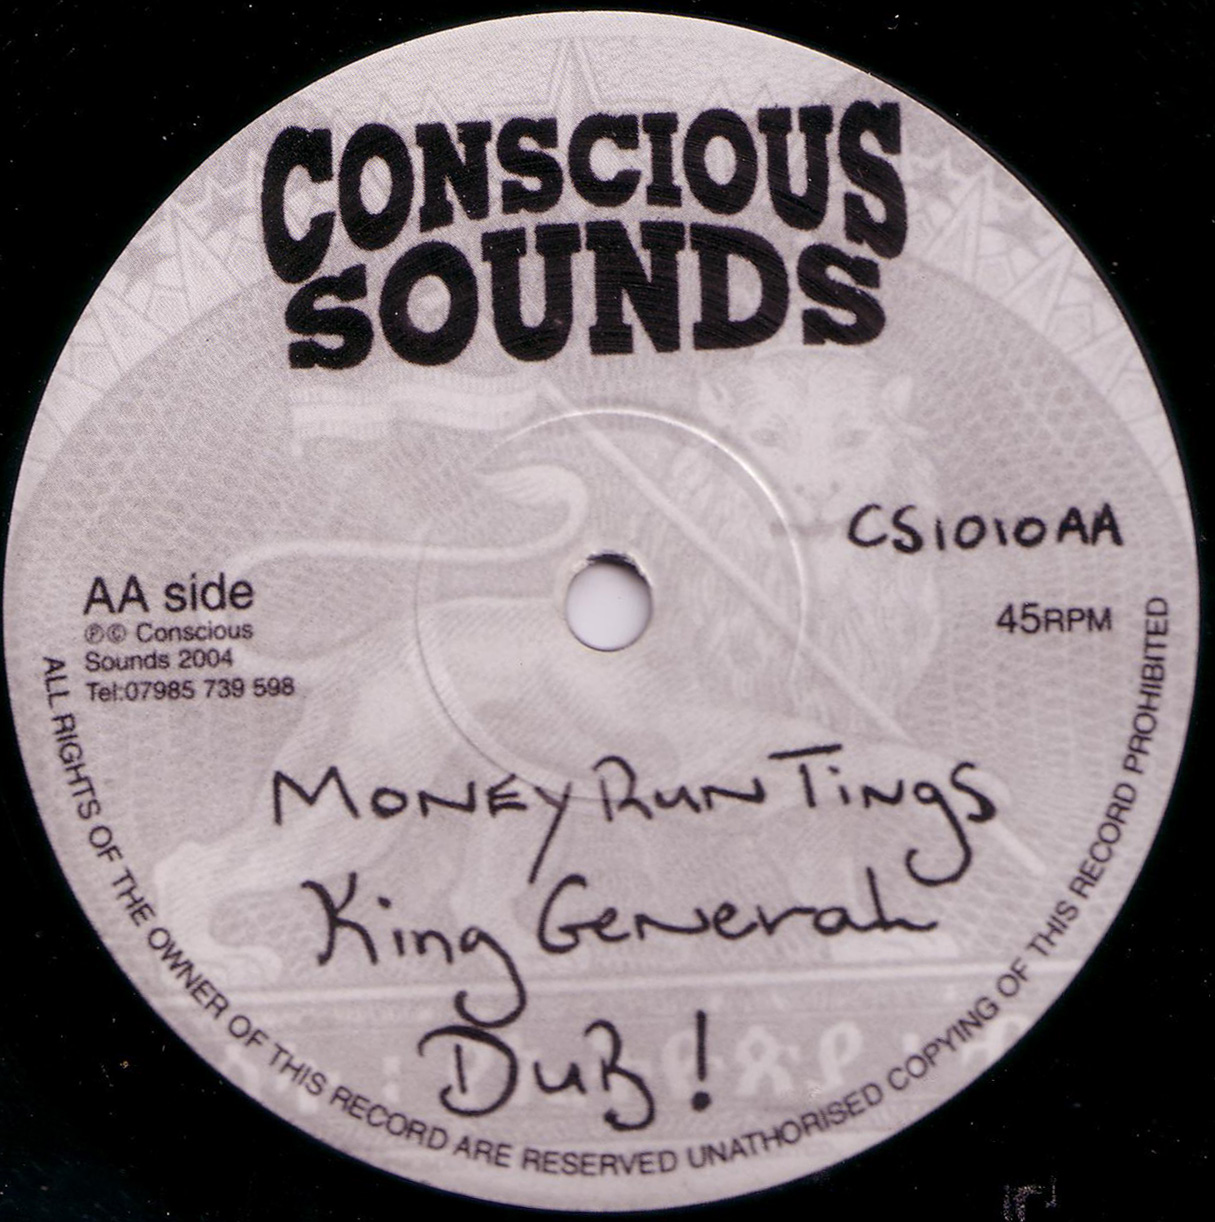 CONSCIOUS
SOUNDS
CS1010AA
AA side
℗© Conscious
Sounds 2004
Tel:07985 739 598
45RPM
Money Run Tings
King General
Dub!
ALL RIGHTS OF THE OWNER OF THIS RECORD ARE RESERVED UNATHORISED COPYING OF THIS RECORD PROHIBITED